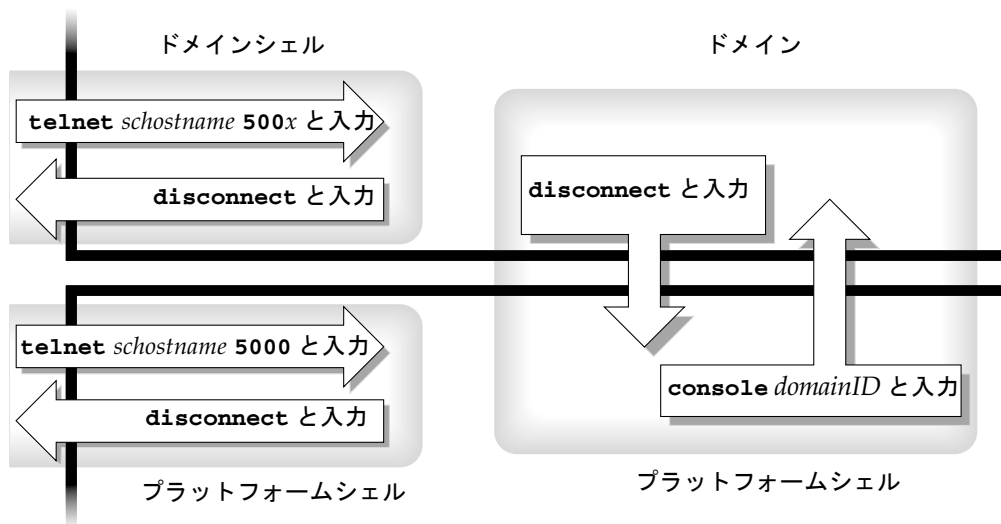 ドメインシェル
ドメイン
telnet schostname 500x と入力
disconnect と入力
disconnect と入力
telnet schostname 5000 と入力
disconnect と入力
console domainID と入力
プラットフォームシェル
プラットフォームシェル